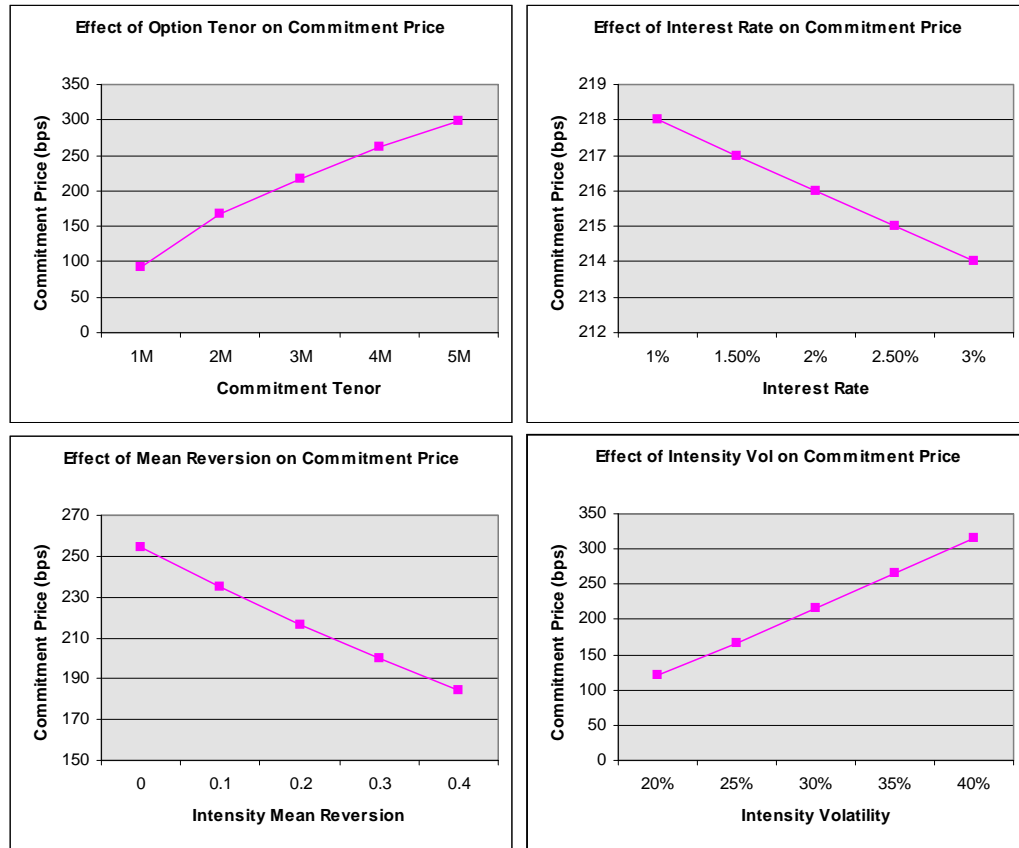 Effect of Option Tenor on Commitment Price
Commitment Price (bps)
350
300
250
200
150
100
50
0
1M 2M 3M 4M 5M
Commitment Tenor
Effect of Interest Rate on Commitment Price
Commitment Price (bps)
219
218
217
216
215
214
213
212
1% 1.50% 2% 2.50% 3%
Interest Rate
Effect of Mean Reversion on Commitment Price
Commitment Price (bps)
270
250
230
210
190
170
150
0 0.1 0.2 0.3 0.4
Intensity Mean Reversion
Effect of Intensity Vol on Commitment Price
Commitment Price (bps)
350
300
250
200
150
100
50
0
20% 25% 30% 35% 40%
Intensity Volatility